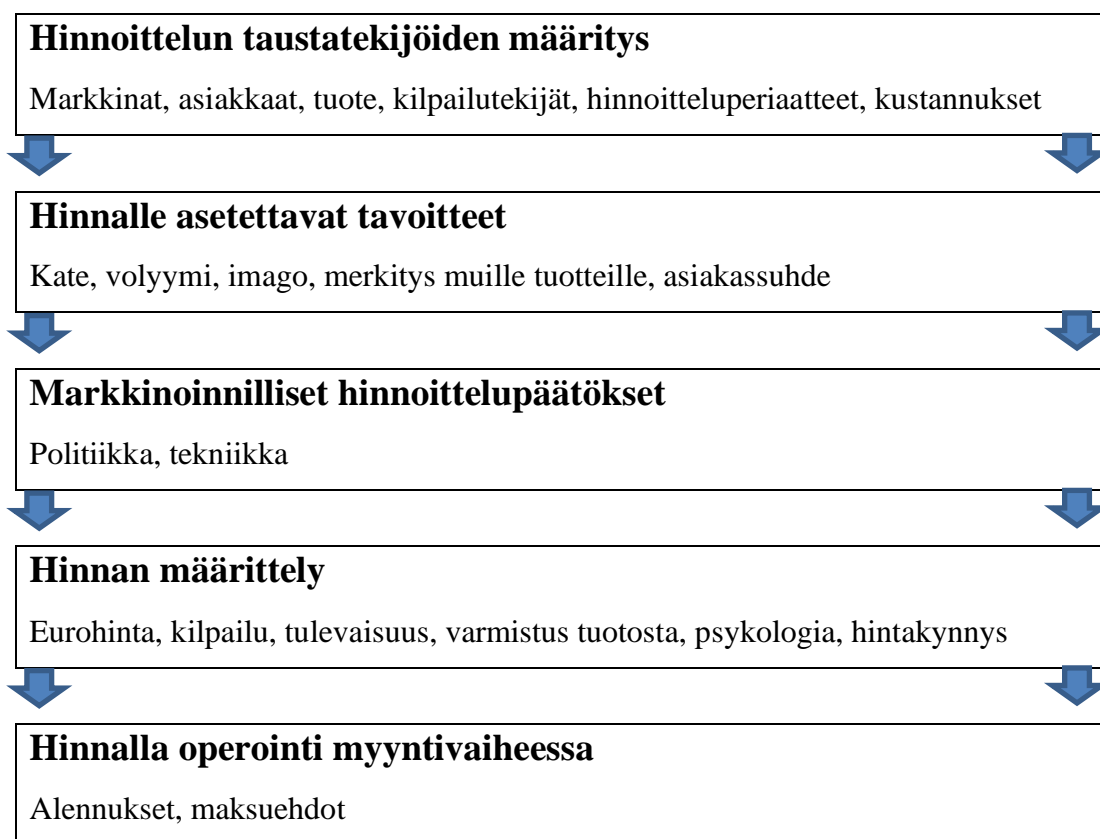 Hinnoittelun taustatekijöiden määritys
Markkinat, asiakkaat, tuote, kilpailutekijät, hinnoitteluperiaatteet, kustannukset
Hinnalle asetettavat tavoitteet
Kate, volyymi, imago, merkitys muille tuotteille, asiakassuhde
Markkinoinnilliset hinnoittelupäätökset
Politiikka, tekniikka
Hinnan määrittely
Eurohinta, kilpailu, tulevaisuus, varmistus tuotosta, psykologia, hintakynnys
Hinnalla operointi myyntivaiheessa
Alennukset, maksuehdot